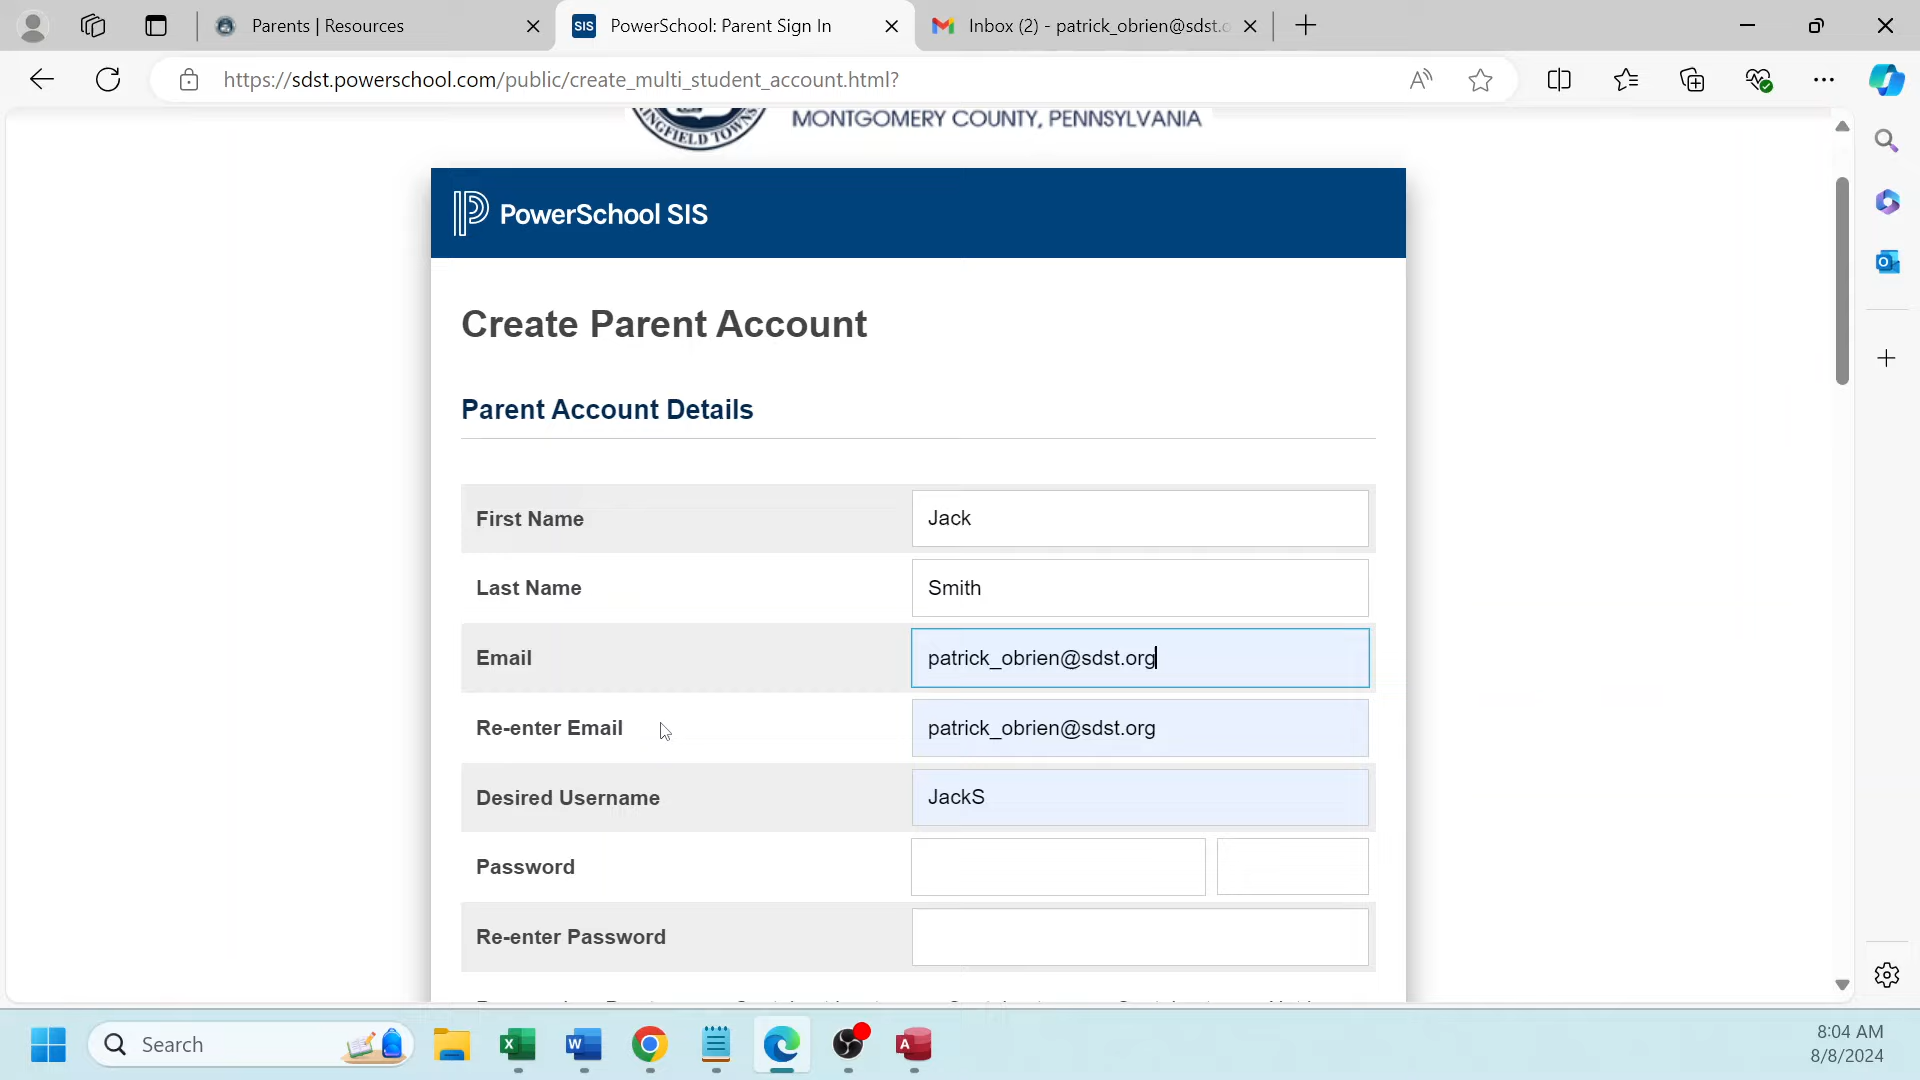 Parents | Resources
SIS
PowerSchool: Parent Sign In
Inbox (2) - patrick_obrien@sdst.o
https://sdst.powerschool.com/public/create_multi_student_account.html?
INGFIELD TOWNS
MONTGOMERY COUNTY, PENNSYLVANIA
PowerSchool SIS
Create Parent Account
Parent Account Details
First Name
Jack
Last Name
Smith
Email
patrick_obrien@sdst.org
Re-enter Email
patrick_obrien@sdst.org
Desired Username
JackS
Password
Re-enter Password
Search
8:04 AM
8/8/2024